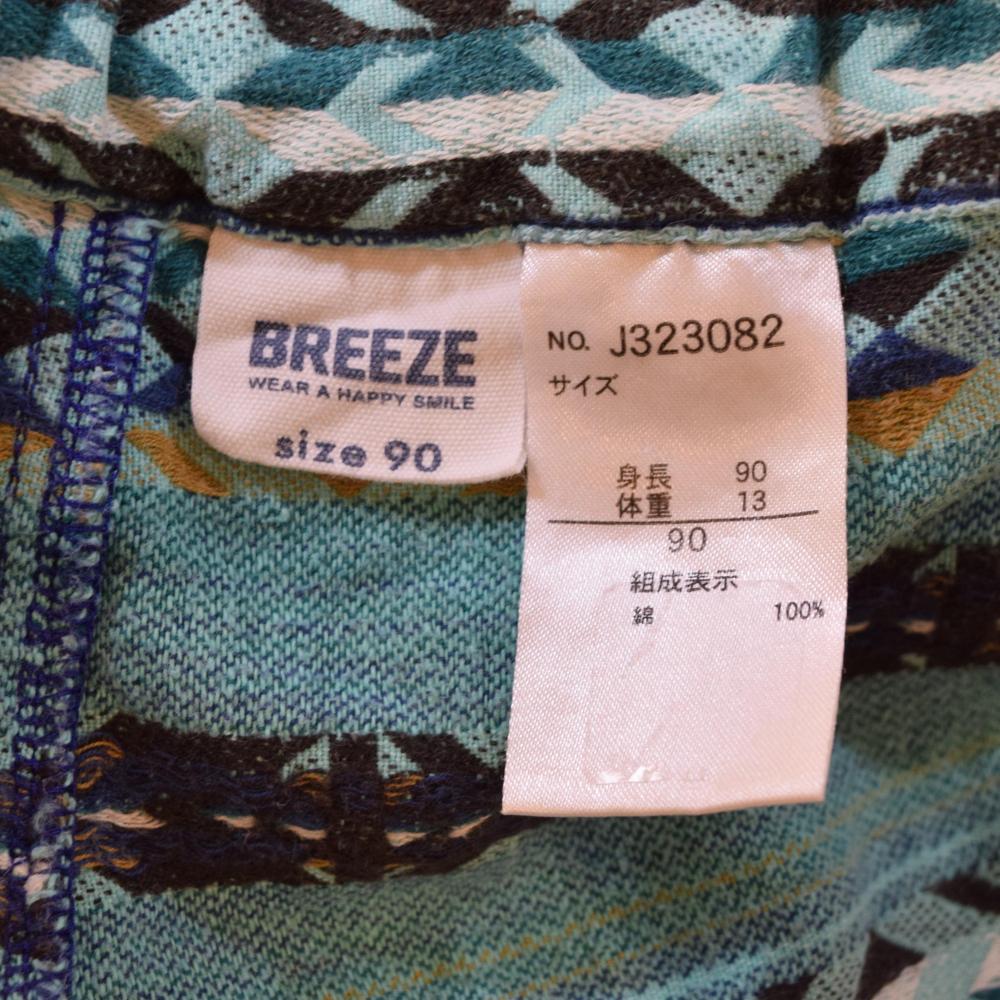 BREEZE
WEAR A HAPPY SMILE
size 90
NO. J323082
サイズ
身長 90
体重 13
90
組成表示
綿 100%